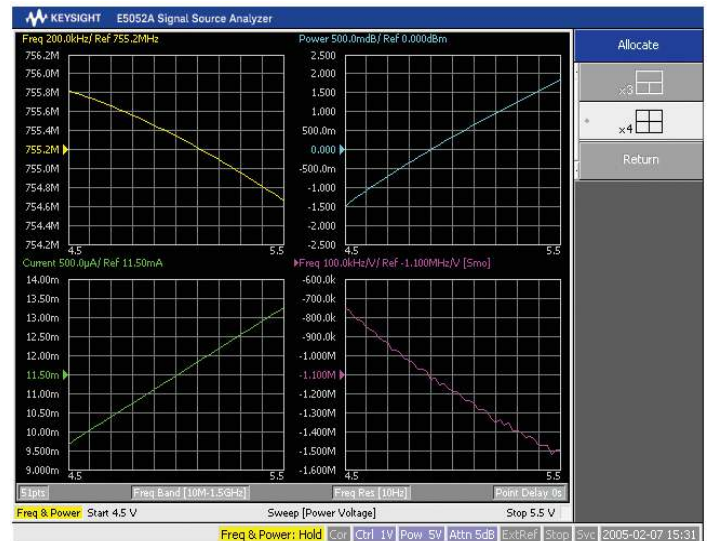 KEYSIGHT E5052A Signal Source Analyzer
Freq 200.0kHz/ Ref 755.2MHz
756.2M
756.0M
755.8M
755.6M
755.4M
755.2M
755.0M
754.8M
754.6M
754.4M
754.2M
4.5 5.5
Power 500.0mdB/ Ref 0.000dBm
2.500
2.000
1.500
1.000
500.0m
0.000
-500.0m
-1.000
-1.500
-2.000
-2.500
4.5 5.5
Current 500.0µA/ Ref 11.50mA
14.00m
13.50m
13.00m
12.50m
12.00m
11.50m
11.00m
10.50m
10.00m
9.500m
9.000m
4.5 5.5
Freq 100.0kHz/V/ Ref -1.100MHz/V [Smo]
-600.0k
-700.0k
-800.0k
-900.0k
-1.000M
-1.100M
-1.200M
-1.300M
-1.400M
-1.500M
-1.600M
4.5 5.5
51pts Freq Band [10M-1.5GHz] Freq Res [10Hz] Point Delay 0s
Freq & Power Start 4.5 V Sweep [Power Voltage] Stop 5.5 V
Freq & Power: Hold Cor Ctrl 1V Pow 5V Attn 5dB ExtRef Stop Svc 2005-02-07 15:31
Allocate
x3
x4
Return